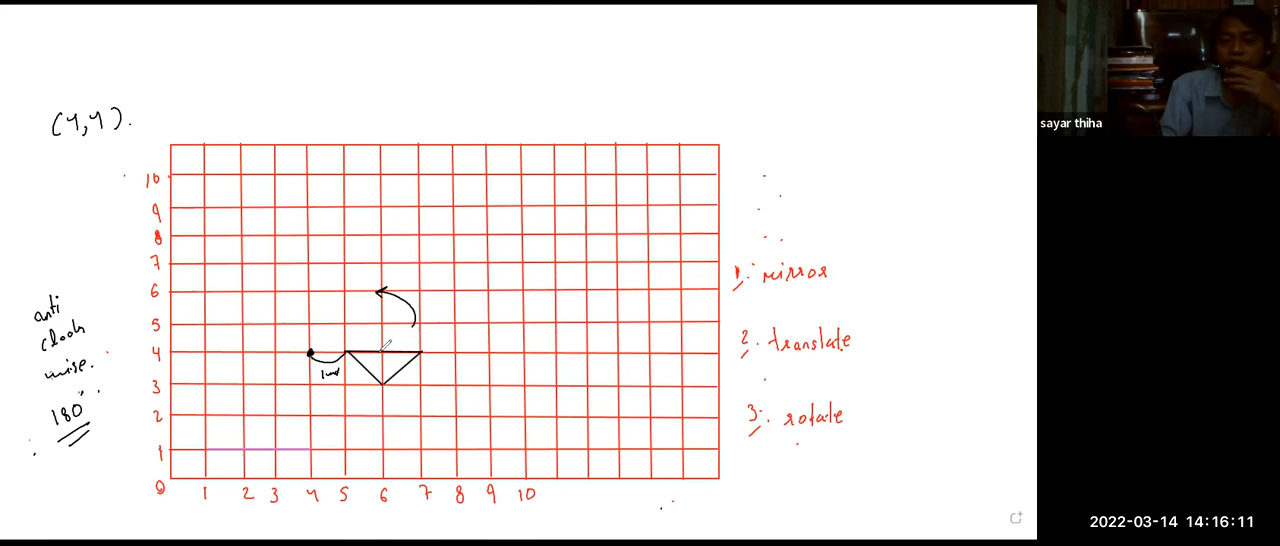 (4,4).
10
9
8
7
6
5
4
3
2
1
0
1 2 3 4 5 6 7 8 9 10
1 unit
anti
clock
wise.
180°
1. mirror
2. translate
3. rotate
sayar thiha
2022-03-14 14:16:11